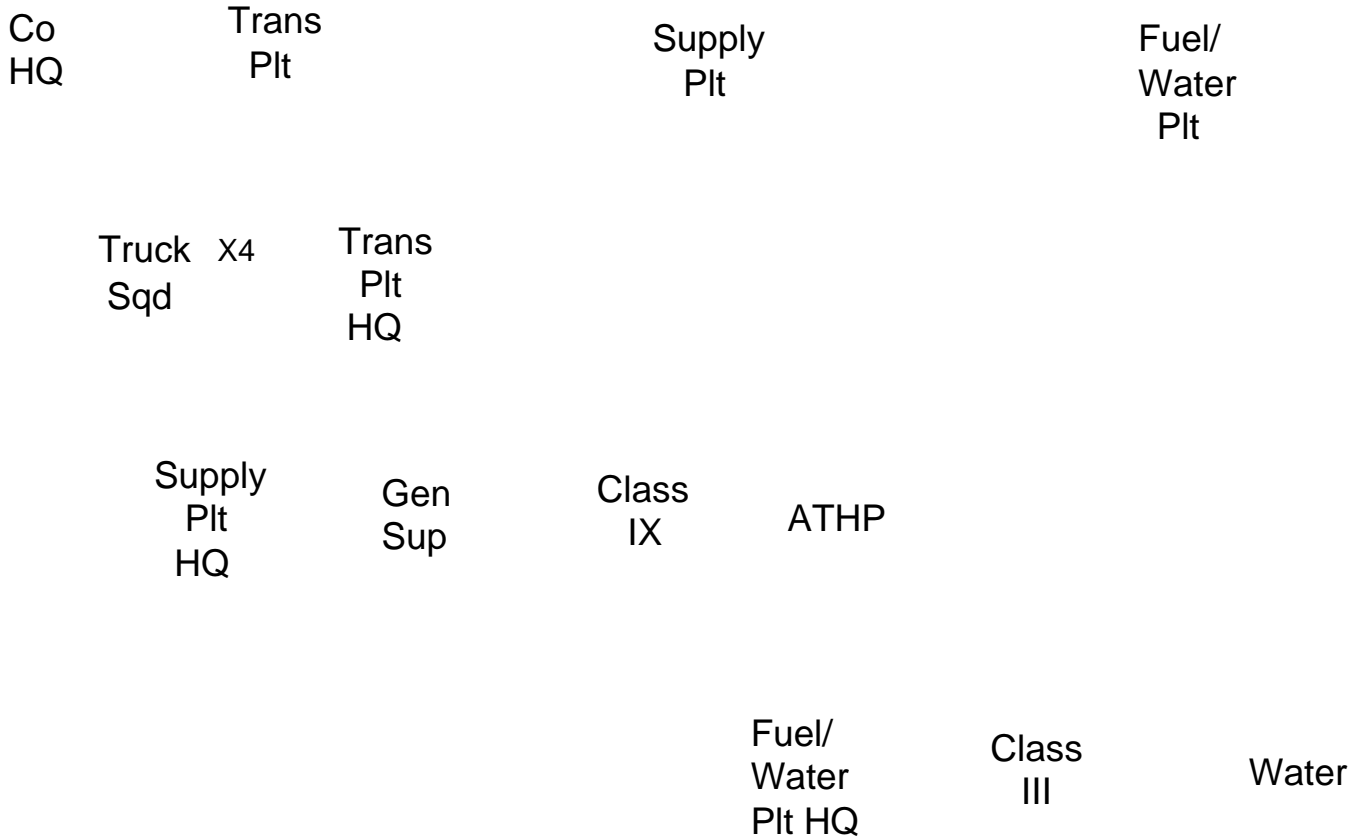 Co
HQ
Trans
Plt
Supply
Plt
Fuel/
Water
Plt
Truck X4
Sqd
Trans
Plt
HQ
Supply
Plt
HQ
Gen
Sup
Class
IX
ATHP
Fuel/
Water
Plt HQ
Class
III
Water